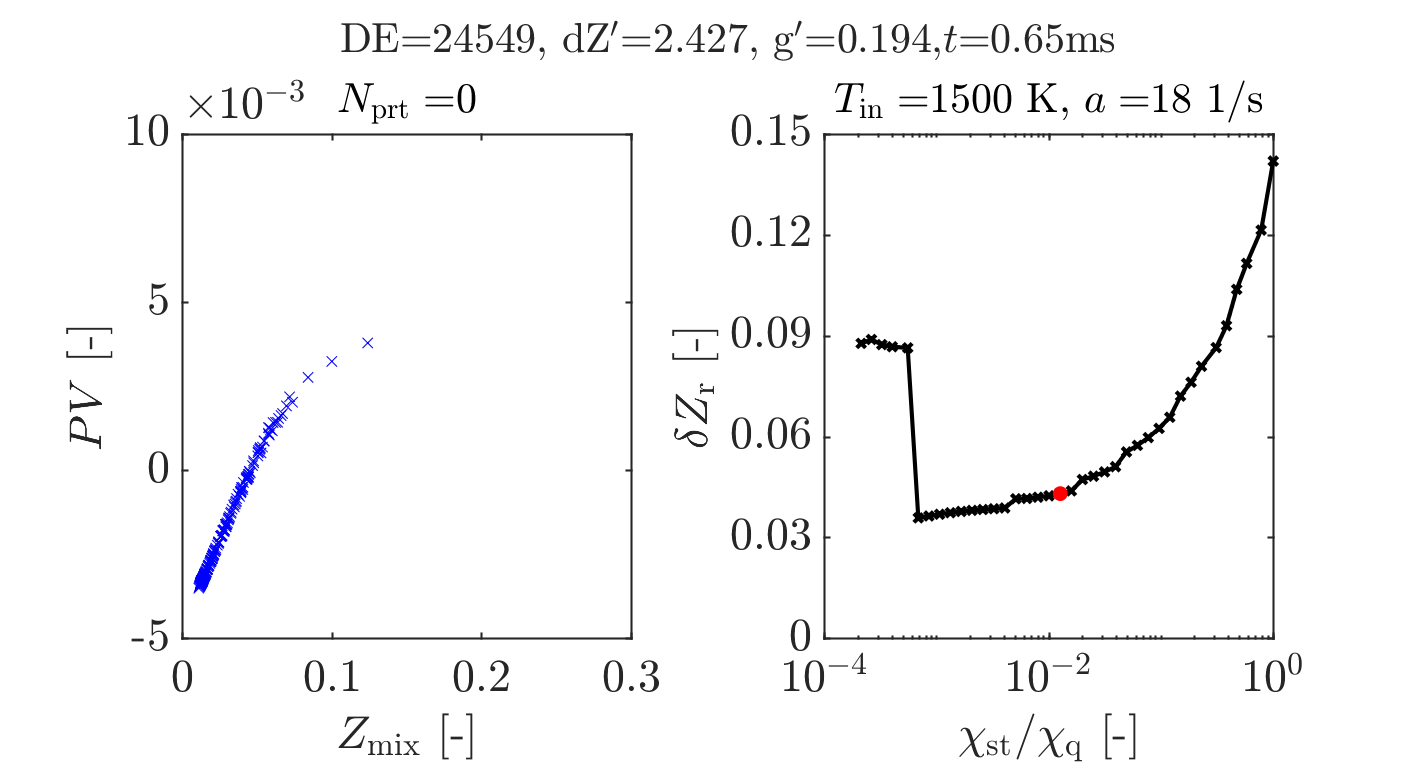 DE=24549, dZ′=2.427, g′=0.194,t=0.65ms
×10⁻³ N_prt =0
10
5
0
-5
0 0.1 0.2 0.3
PV [-]
Z_mix [-]
T_in =1500 K, a =18 1/s
0.15
0.12
0.09
0.06
0.03
0
10⁻⁴ 10⁻² 10⁰
δZ_r [-]
χ_st/χ_q [-]